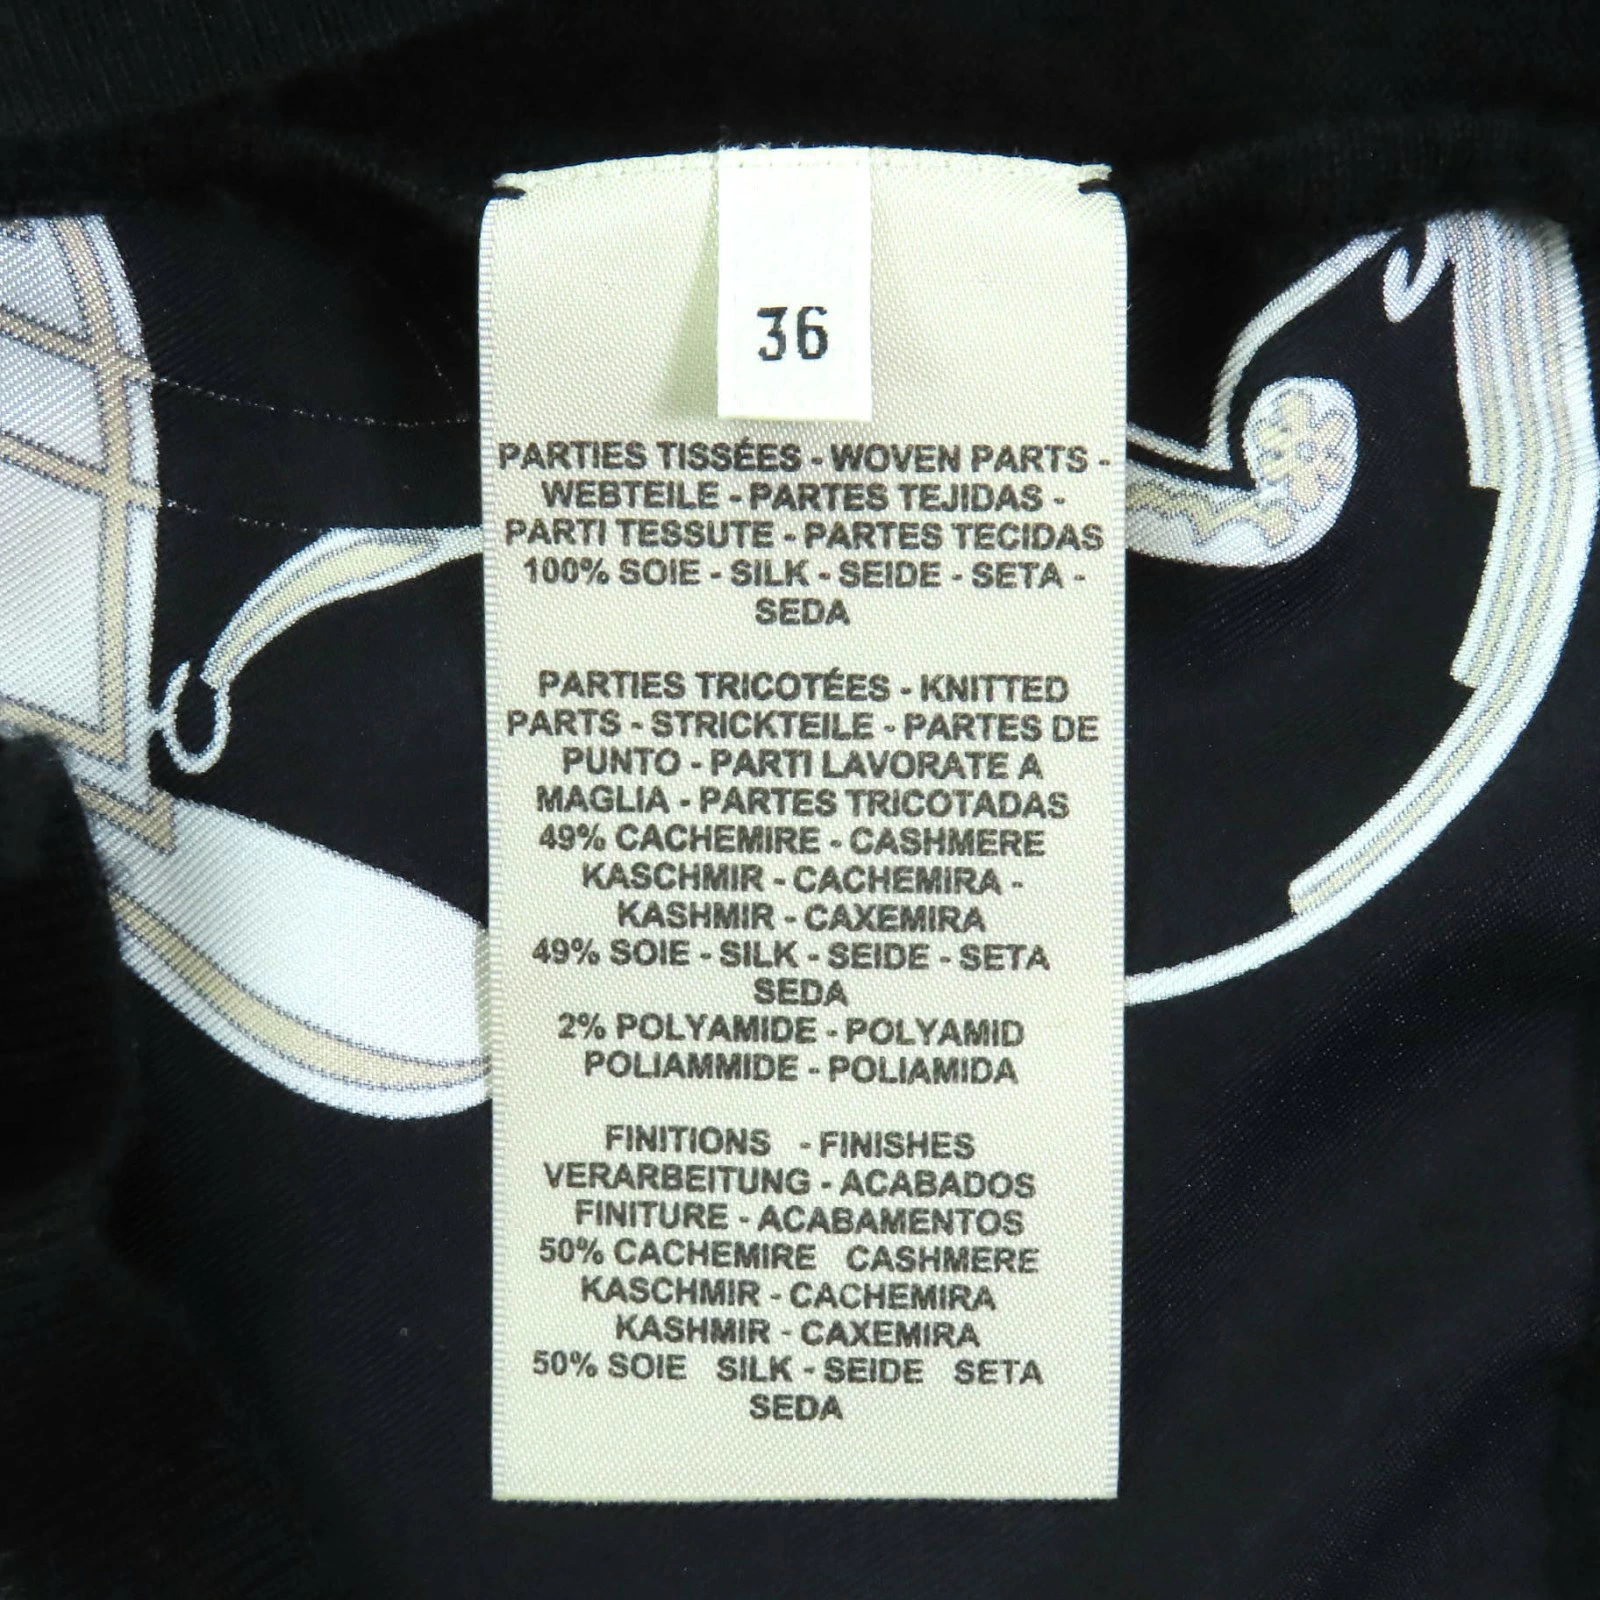 36
PARTIES TISSÉES - WOVEN PARTS -
WEBTEILE - PARTES TEJIDAS -
PARTI TESSUTE - PARTES TECIDAS
100% SOIE - SILK - SEIDE - SETA -
SEDA
PARTIES TRICOTÉES - KNITTED
PARTS - STRICKTEILE - PARTES DE
PUNTO - PARTI LAVORATE A
MAGLIA - PARTES TRICOTADAS
49% CACHEMIRE - CASHMERE
KASCHMIR - CACHEMIRA -
KASHMIR - CAXEMIRA
49% SOIE - SILK - SEIDE - SETA
SEDA
2% POLYAMIDE - POLYAMID
POLIAMMIDE - POLIAMIDA
FINITIONS - FINISHES
VERARBEITUNG - ACABADOS
FINITURE - ACABAMENTOS
50% CACHEMIRE CASHMERE
KASCHMIR - CACHEMIRA
KASHMIR - CAXEMIRA
50% SOIE SILK - SEIDE SETA
SEDA